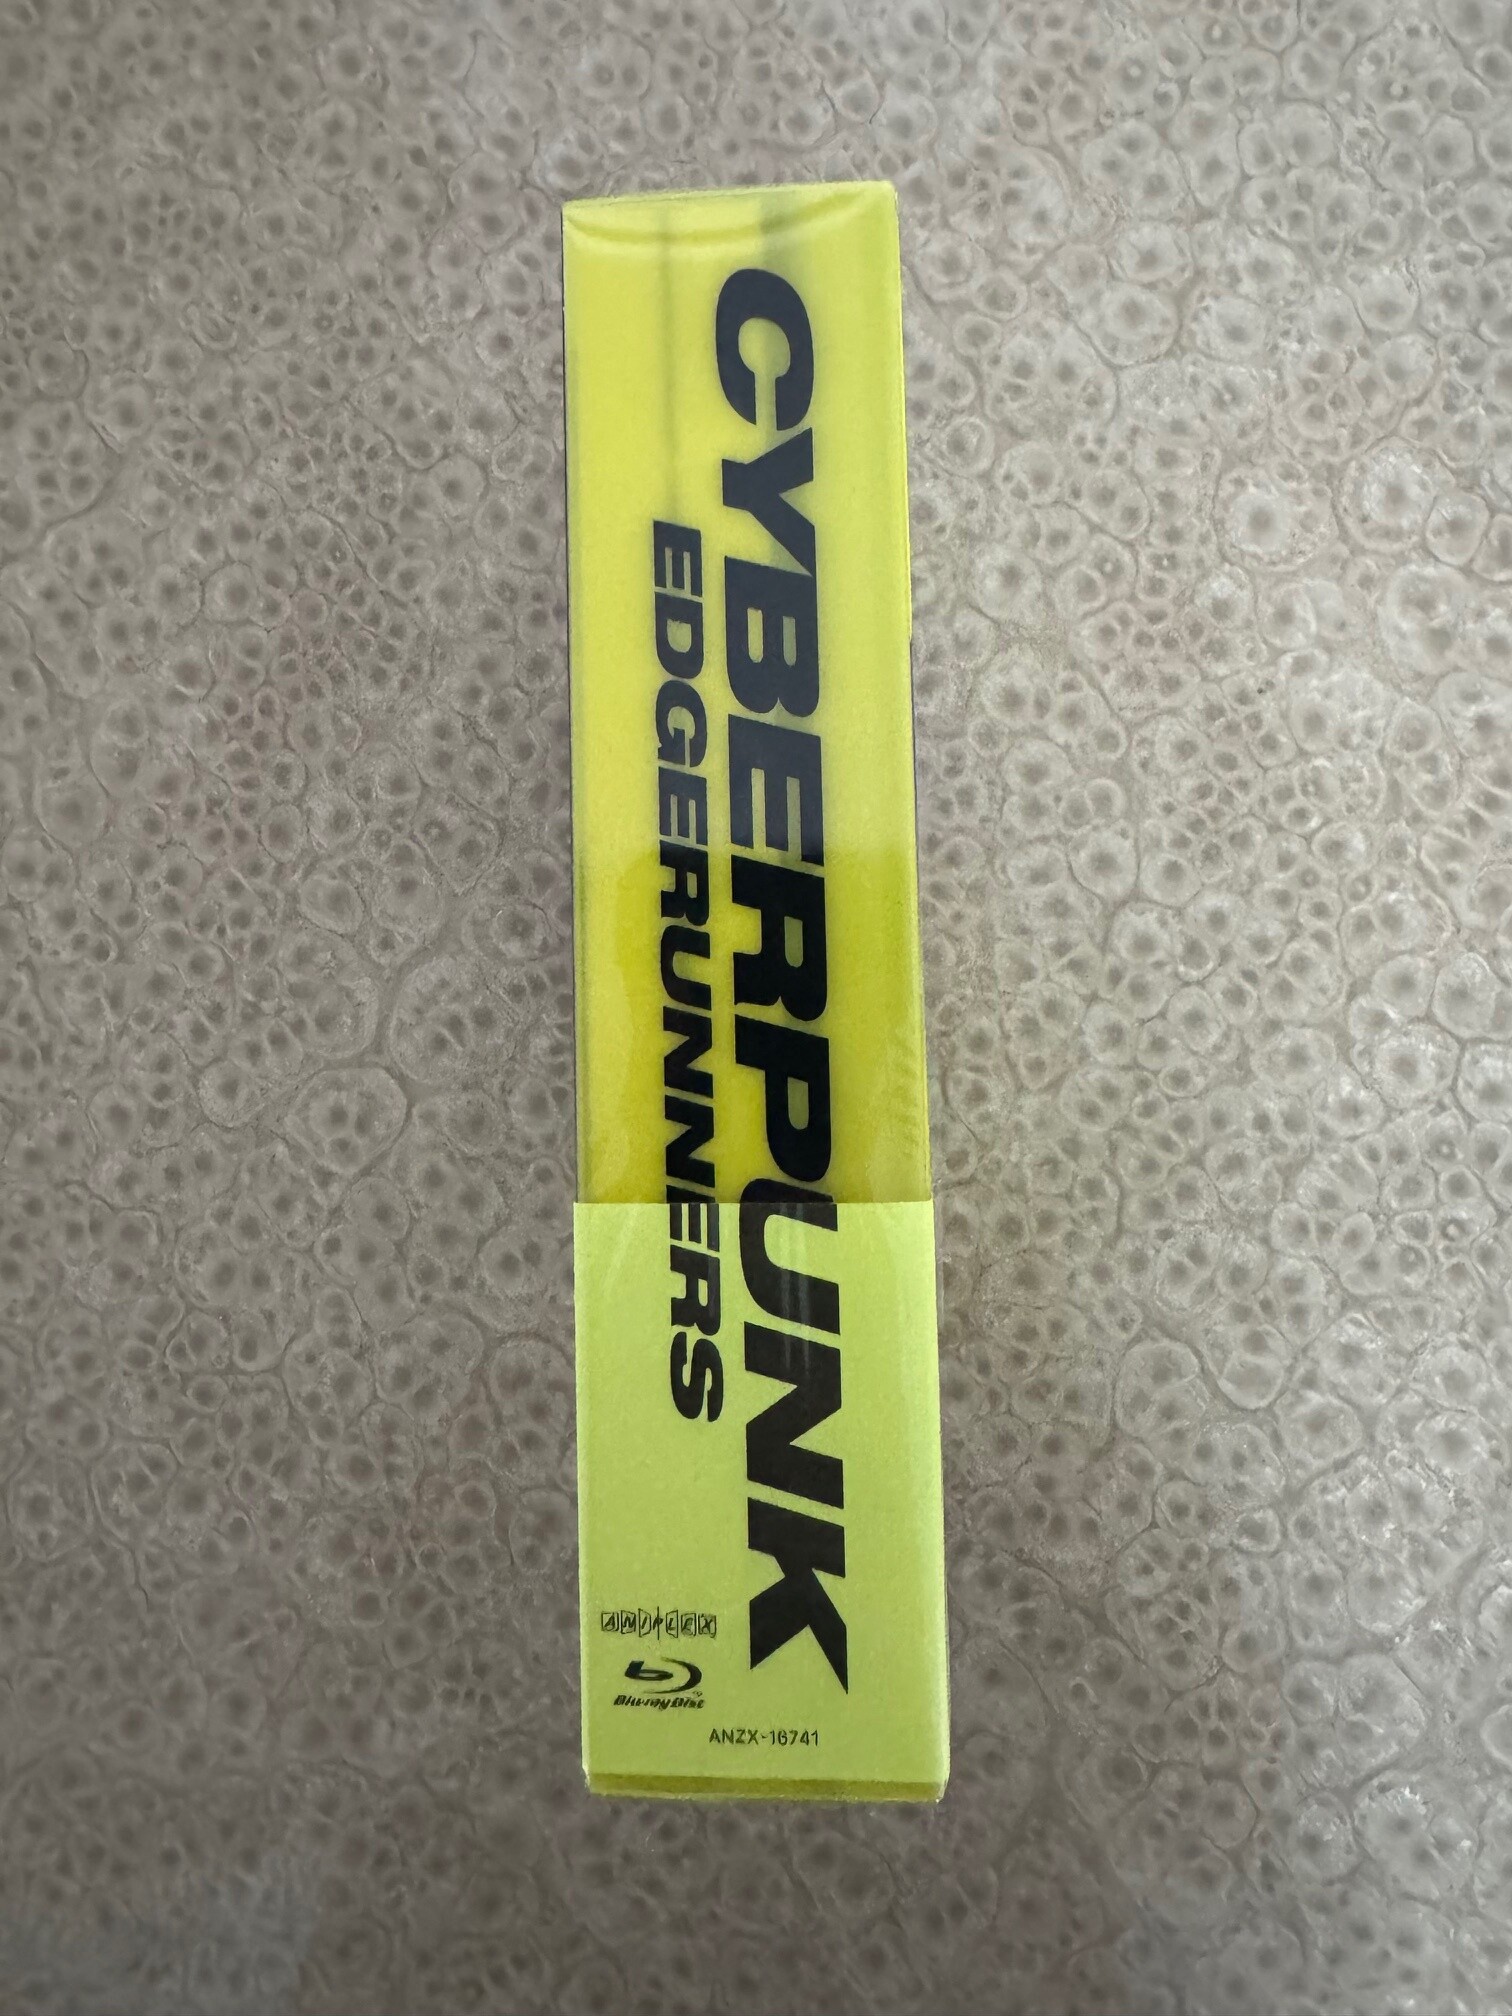 CYBERPUNK
EDGERUNNERS
ANIPLEX
Blu-ray Disc
ANZX-16741